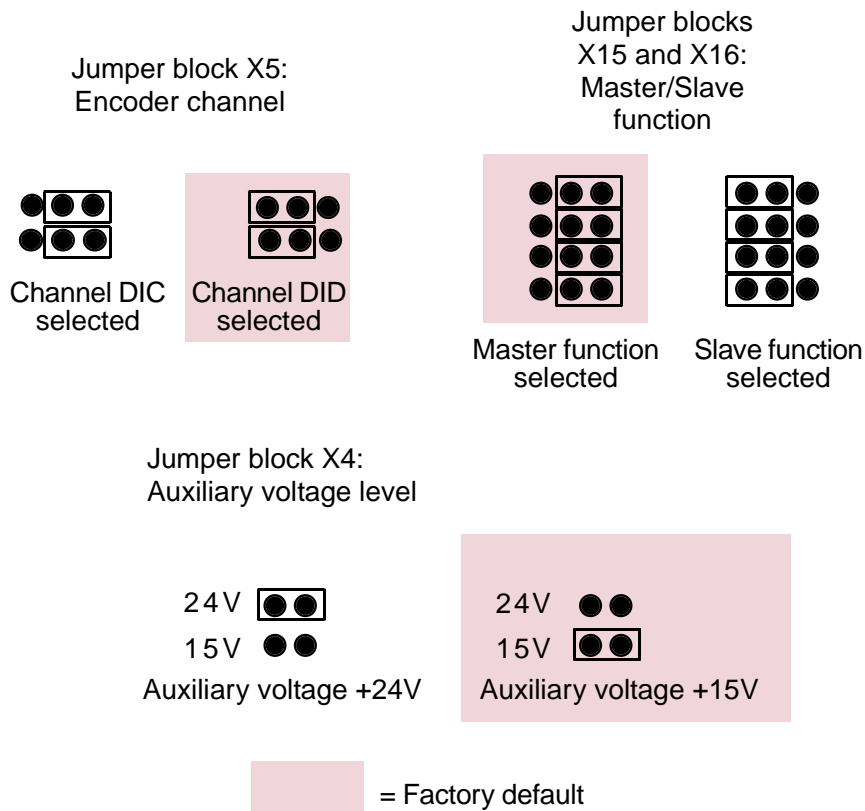 Jumper block X5:
Encoder channel
Jumper blocks
X15 and X16:
Master/Slave
function
Channel DIC
selected
Channel DID
selected
Master function
selected
Slave function
selected
Jumper block X4:
Auxiliary voltage level
24V
15V
Auxiliary voltage +24V
24V
15V
Auxiliary voltage +15V
= Factory default